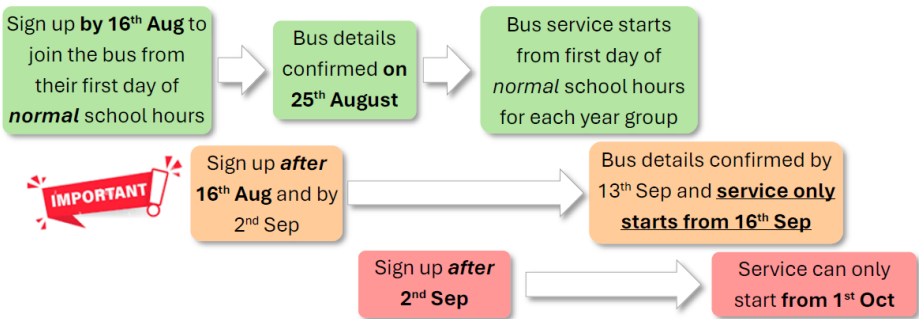 Sign up by 16th Aug to
join the bus from
their first day of
normal school hours
Bus details
confirmed on
25th August
Bus service starts
from first day of
normal school hours
for each year group
IMPORTANT!
Sign up after
16th Aug and by
2nd Sep
Bus details confirmed by
13th Sep and service only
starts from 16th Sep
Sign up after
2nd Sep
Service can only
start from 1st Oct